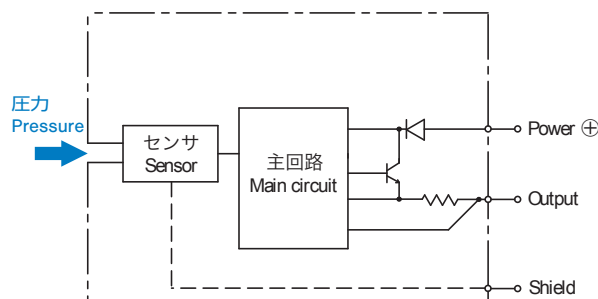 圧力
Pressure
センサ
Sensor
主回路
Main circuit
Power ⊕
Output
Shield